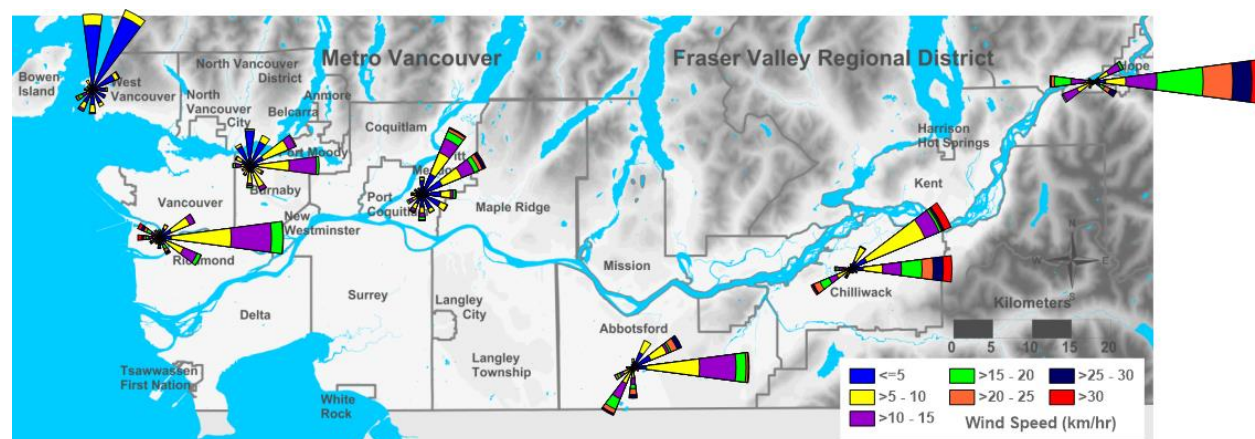 Metro Vancouver
Fraser Valley Regional District
Bowen
Island
West
Vancouver
North Vancouver
District
North
Vancouver
City
Anmore
Belcarra
Port Moody
Coquitlam
Vancouver
Burnaby
New
Westminster
Port
Coquitlam
Maple Ridge
Richmond
Delta
Surrey
Langley
City
Langley
Township
Tsawwassen
First Nation
White
Rock
Mission
Abbotsford
Chilliwack
Kent
Harrison
Hot Springs
Hope
N
W E
S
Kilometers
0 5 10 20
<=5
>5 - 10
>10 - 15
>15 - 20
>20 - 25
>25 - 30
>30
Wind Speed (km/hr)